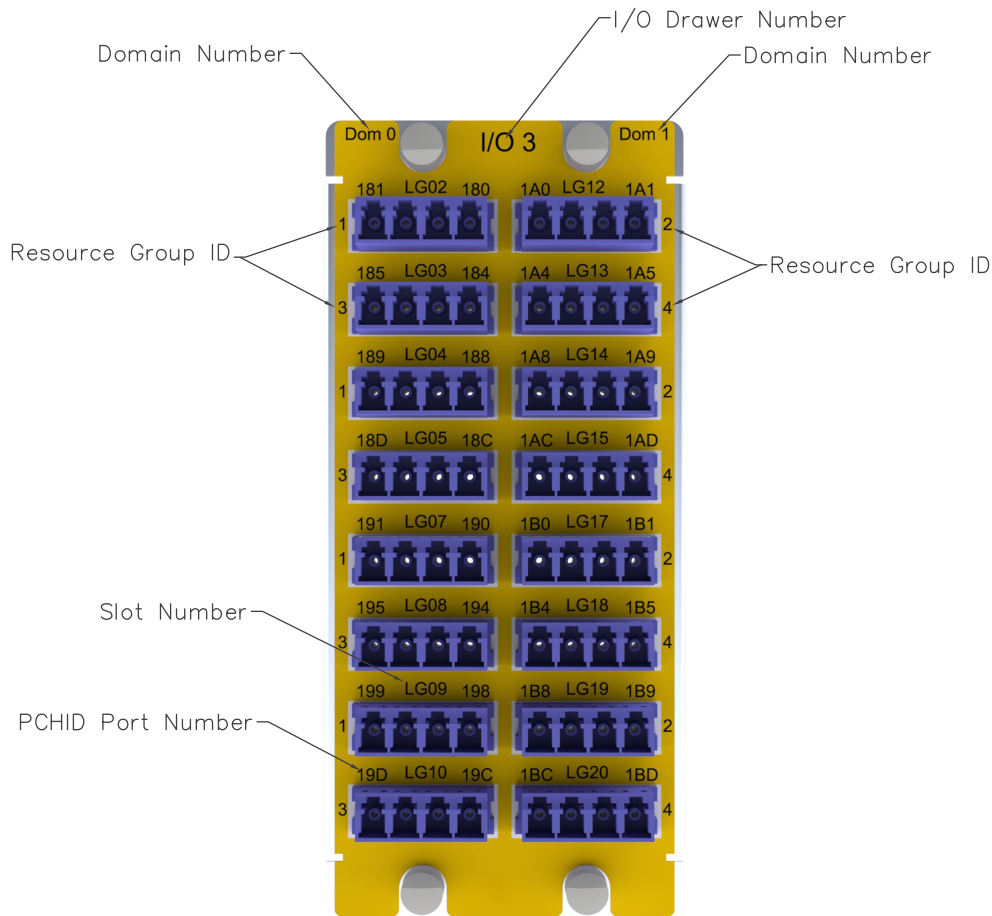 I/O Drawer Number
Domain Number
Domain Number
Dom 0
I/O 3
Dom 1
181 LG02 180 1A0 LG12 1A1
1
2
Resource Group ID
Resource Group ID
185 LG03 184 1A4 LG13 1A5
3
4
189 LG04 188 1A8 LG14 1A9
1
2
18D LG05 18C 1AC LG15 1AD
3
4
191 LG07 190 1B0 LG17 1B1
1
2
Slot Number
195 LG08 194 1B4 LG18 1B5
3
4
199 LG09 198 1B8 LG19 1B9
PCHID Port Number
1
2
19D LG10 19C 1BC LG20 1BD
3
4